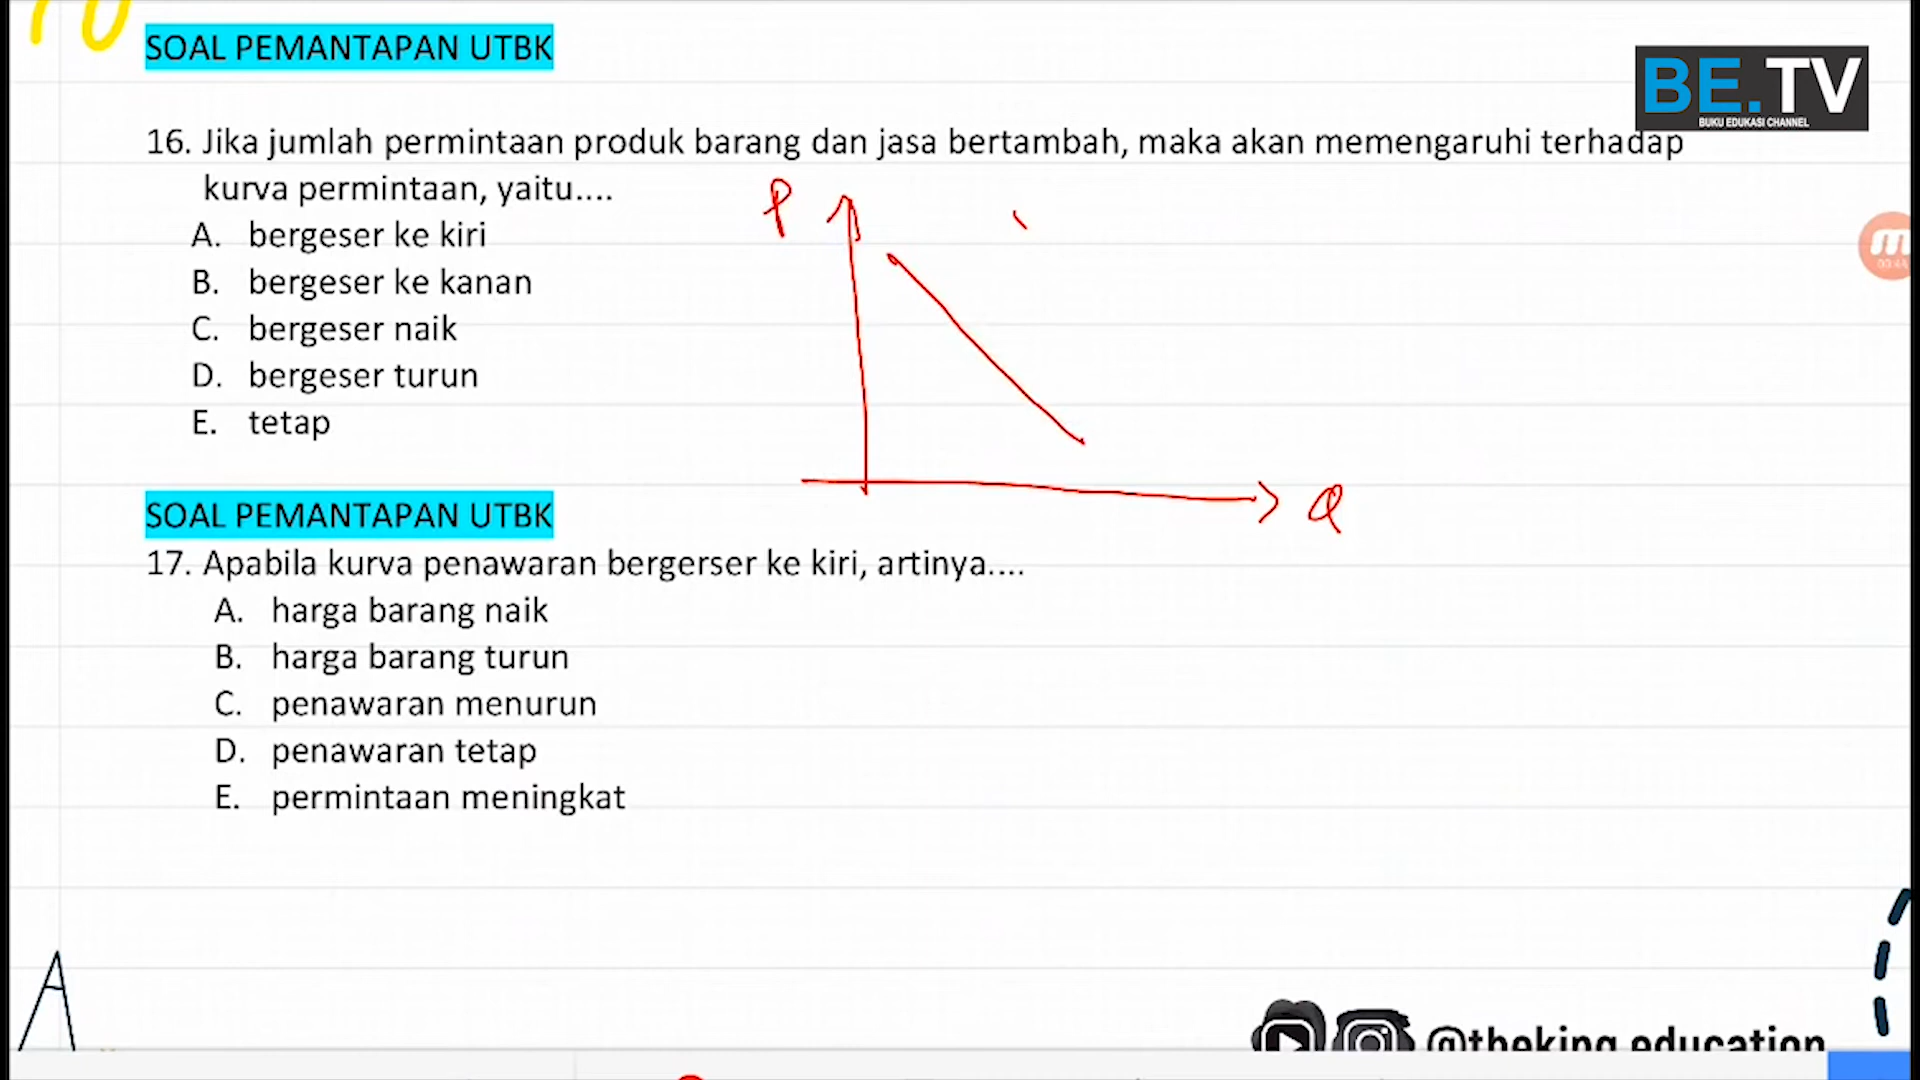 SOAL PEMANTAPAN UTBK
BE.TV
BUKU EDUKASI CHANNEL
16. Jika jumlah permintaan produk barang dan jasa bertambah, maka akan memengaruhi terhadap
kurva permintaan, yaitu....
A. bergeser ke kiri
B. bergeser ke kanan
C. bergeser naik
D. bergeser turun
E. tetap
P
Q
SOAL PEMANTAPAN UTBK
17. Apabila kurva penawaran bergerser ke kiri, artinya....
A. harga barang naik
B. harga barang turun
C. penawaran menurun
D. penawaran tetap
E. permintaan meningkat
A
@theking.education